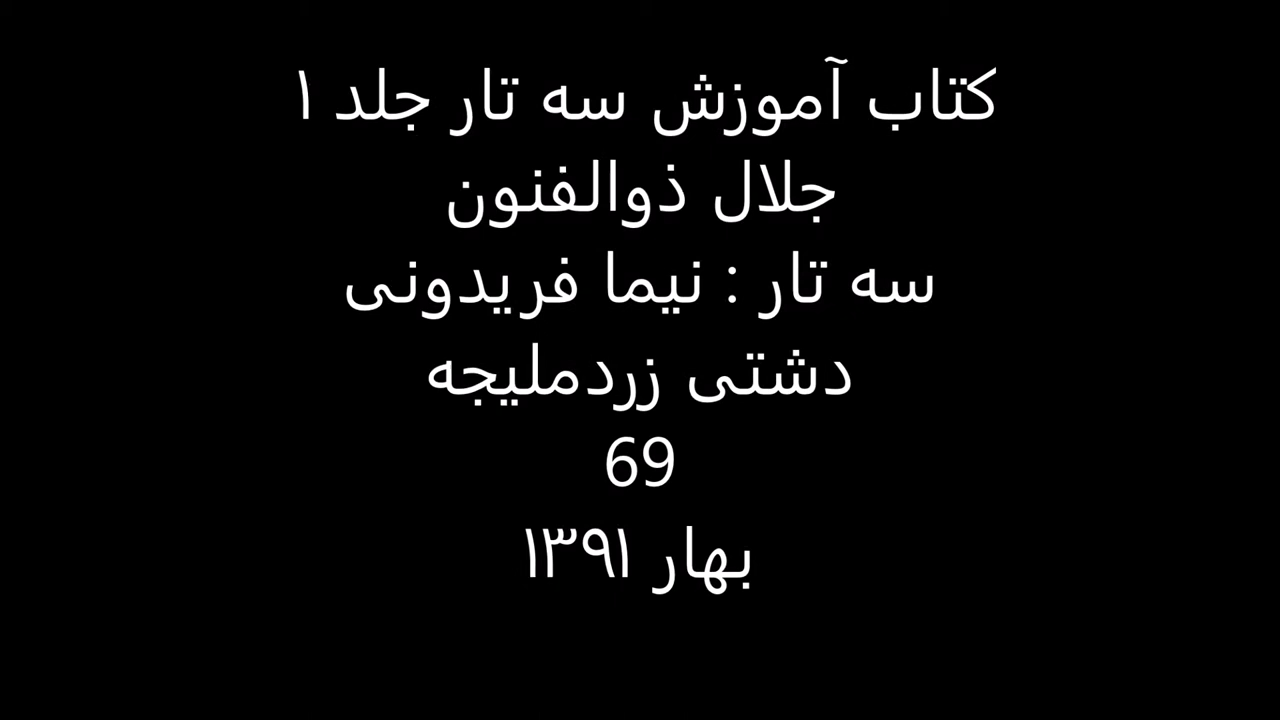 کتاب آموزش سه تار جلد ۱
جلال ذوالفنون
سه تار : نیما فریدونی
دشتی زردملیجه
69
بهار ۱۳۹۱